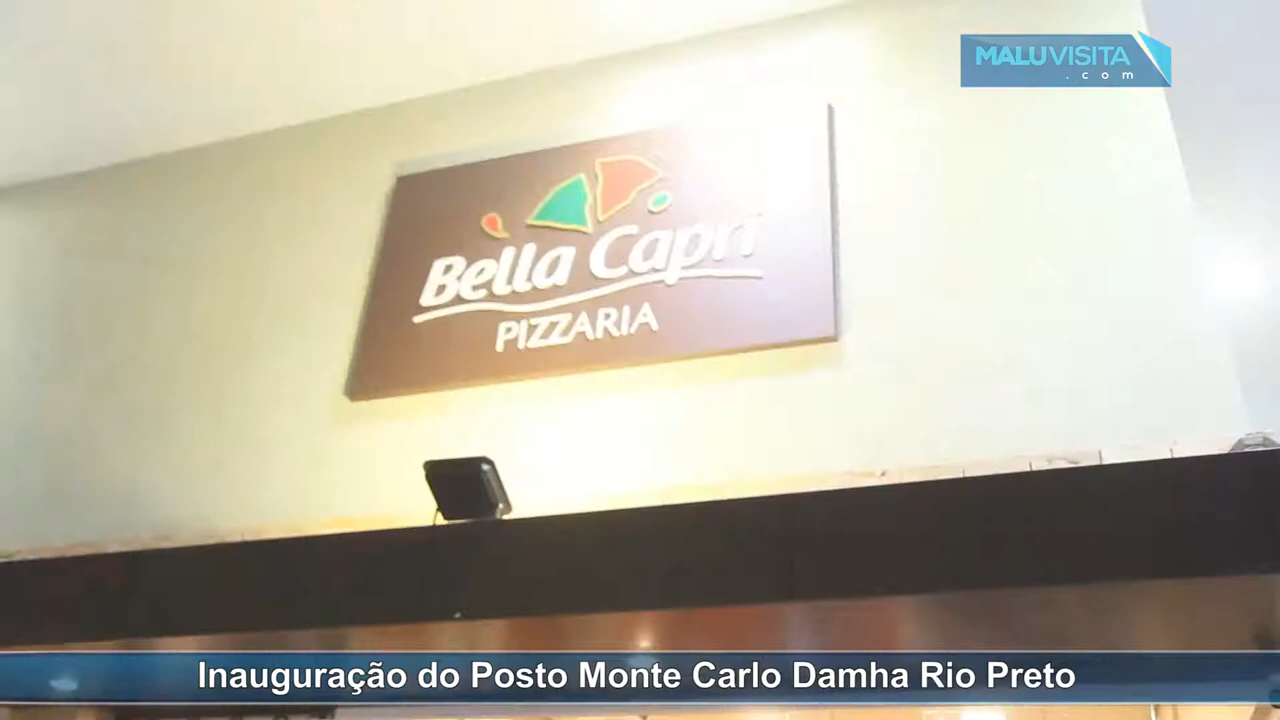 MALUVISITA
.com
Bella Capri
PIZZARIA
Inauguração do Posto Monte Carlo Damha Rio Preto